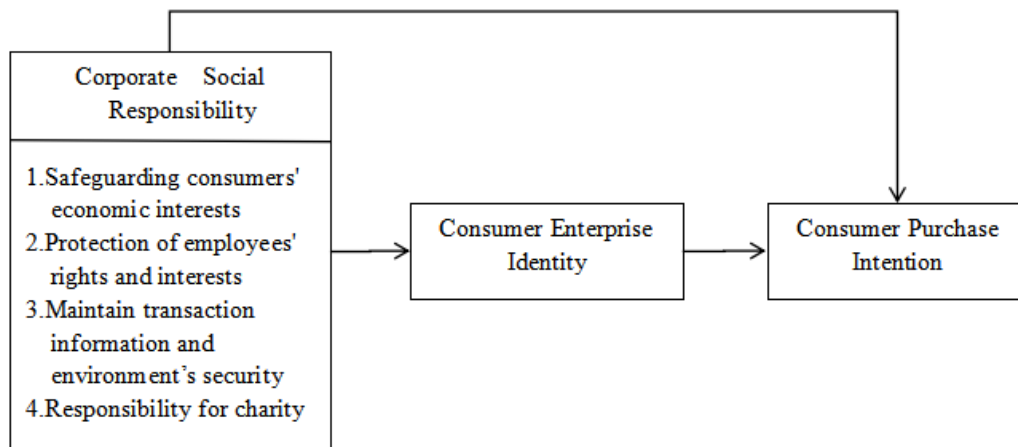 Corporate Social
Responsibility
1.Safeguarding consumers'
economic interests
2.Protection of employees'
rights and interests
3.Maintain transaction
information and
environment’s security
4.Responsibility for charity
Consumer Enterprise
Identity
Consumer Purchase
Intention